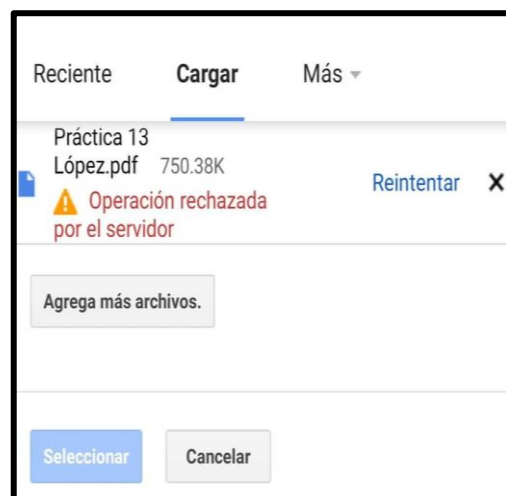 Reciente Cargar Más
Práctica 13
López.pdf 750.38K
Reintentar X
Operación rechazada
por el servidor
Agrega más archivos.
Seleccionar Cancelar